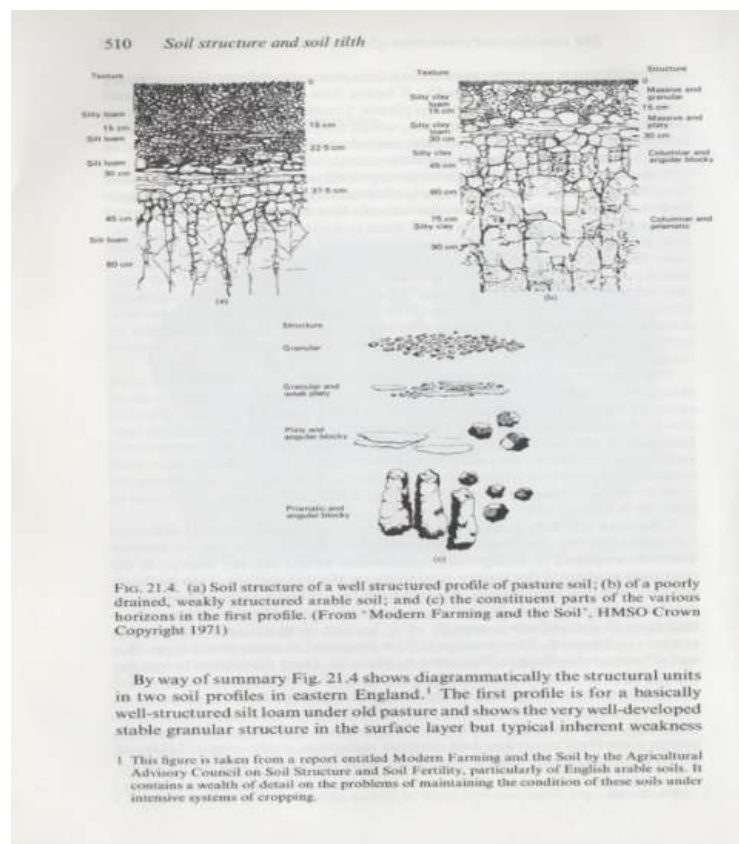 510 Soil structure and soil tilth
Texture
0
Silty loam
15 cm
15 cm
Silt loam
22·5 cm
Silt loam
30 cm
37·5 cm
45 cm
Silt loam
60 cm
(a)
Texture
Structure
0
Silty clay
loam
15 cm
Massive and
granular
15 cm
Silty clay
loam
30 cm
Massive and
platy
30 cm
Silty clay
45 cm
Columnar and
angular blocky
60 cm
75 cm
Silty clay
Columnar and
prismatic
90 cm
(b)
Structure
Granular
Granular and
weak platy
Platy and
angular blocky
Prismatic and
angular blocky
(c)
FIG. 21.4. (a) Soil structure of a well structured profile of pasture soil; (b) of a poorly
drained, weakly structured arable soil; and (c) the constituent parts of the various
horizons in the first profile. (From 'Modern Farming and the Soil', HMSO Crown
Copyright 1971)
By way of summary Fig. 21.4 shows diagrammatically the structural units
in two soil profiles in eastern England.¹ The first profile is for a basically
well-structured silt loam under old pasture and shows the very well-developed
stable granular structure in the surface layer but typical inherent weakness
1 This figure is taken from a report entitled Modern Farming and the Soil by the Agricultural
Advisory Council on Soil Structure and Soil Fertility, particularly of English arable soils. It
contains a wealth of detail on the problems of maintaining the condition of these soils under
intensive systems of cropping.